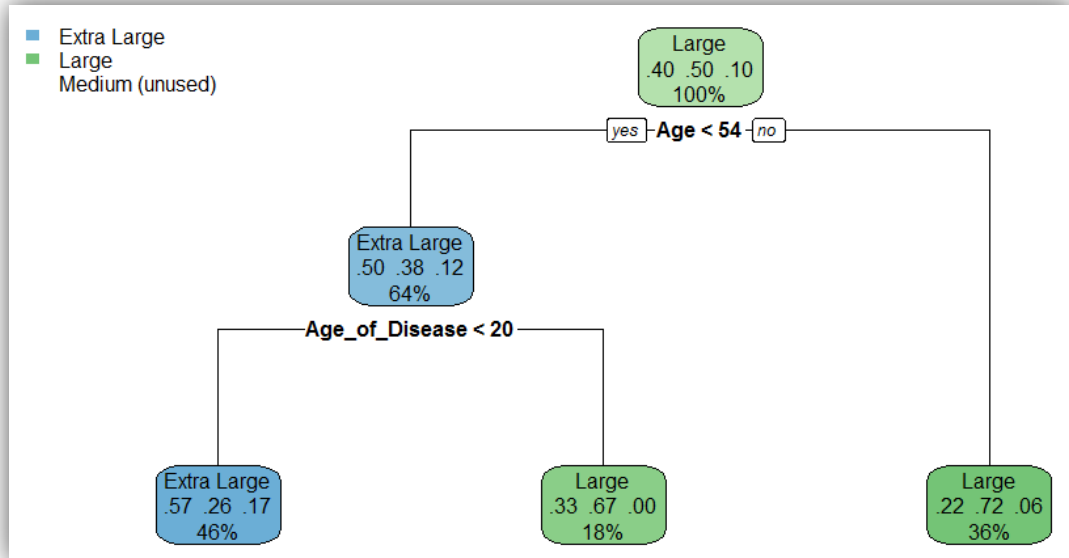 Extra Large
Large
Medium (unused)
Large
.40 .50 .10
100%
yes Age < 54 no
Extra Large
.50 .38 .12
64%
Age_of_Disease < 20
Extra Large
.57 .26 .17
46%
Large
.33 .67 .00
18%
Large
.22 .72 .06
36%